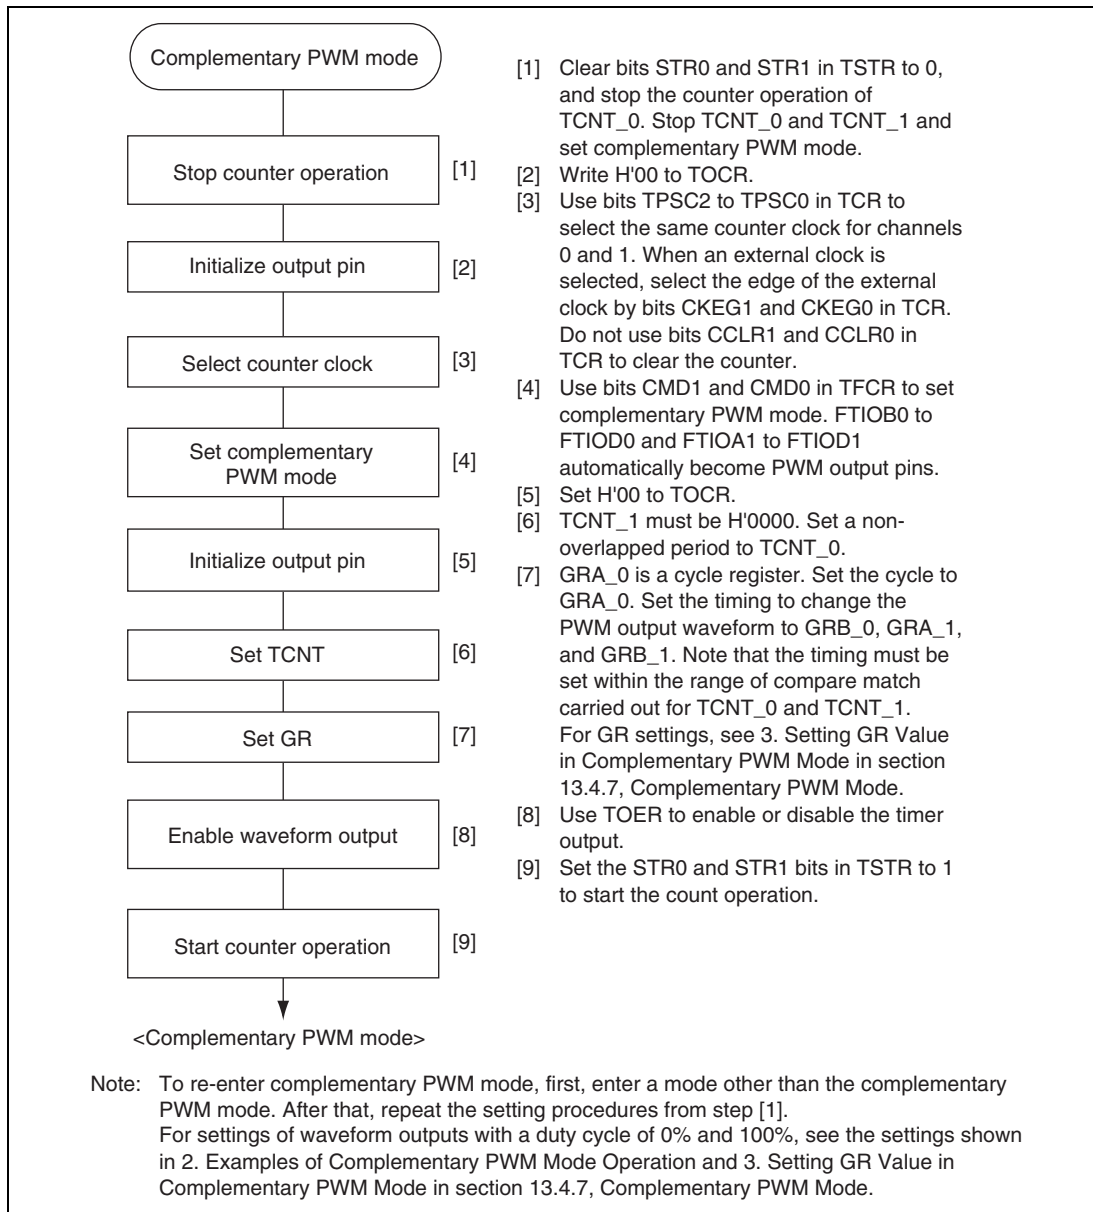 Complementary PWM mode
Stop counter operation [1]
Initialize output pin [2]
Select counter clock [3]
Set complementary
PWM mode [4]
Initialize output pin [5]
Set TCNT [6]
Set GR [7]
Enable waveform output [8]
Start counter operation [9]
<Complementary PWM mode>
[1] Clear bits STR0 and STR1 in TSTR to 0,
and stop the counter operation of
TCNT_0. Stop TCNT_0 and TCNT_1 and
set complementary PWM mode.
[2] Write H'00 to TOCR.
[3] Use bits TPSC2 to TPSC0 in TCR to
select the same counter clock for channels
0 and 1. When an external clock is
selected, select the edge of the external
clock by bits CKEG1 and CKEG0 in TCR.
Do not use bits CCLR1 and CCLR0 in
TCR to clear the counter.
[4] Use bits CMD1 and CMD0 in TFCR to set
complementary PWM mode. FTIOB0 to
FTIOD0 and FTIOA1 to FTIOD1
automatically become PWM output pins.
[5] Set H'00 to TOCR.
[6] TCNT_1 must be H'0000. Set a non-
overlapped period to TCNT_0.
[7] GRA_0 is a cycle register. Set the cycle to
GRA_0. Set the timing to change the
PWM output waveform to GRB_0, GRA_1,
and GRB_1. Note that the timing must be
set within the range of compare match
carried out for TCNT_0 and TCNT_1.
For GR settings, see 3. Setting GR Value
in Complementary PWM Mode in section
13.4.7, Complementary PWM Mode.
[8] Use TOER to enable or disable the timer
output.
[9] Set the STR0 and STR1 bits in TSTR to 1
to start the count operation.
Note: To re-enter complementary PWM mode, first, enter a mode other than the complementary
PWM mode. After that, repeat the setting procedures from step [1].
For settings of waveform outputs with a duty cycle of 0% and 100%, see the settings shown
in 2. Examples of Complementary PWM Mode Operation and 3. Setting GR Value in
Complementary PWM Mode in section 13.4.7, Complementary PWM Mode.